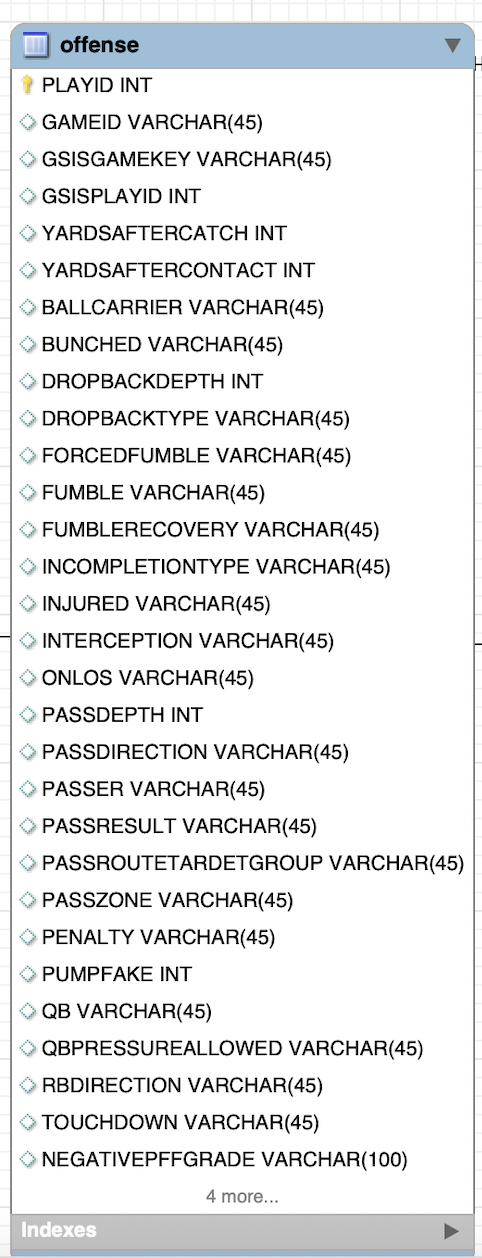 offense
PLAYID INT
GAMEID VARCHAR(45)
GSISGAMEKEY VARCHAR(45)
GSISPLAYID INT
YARDSAFTERCATCH INT
YARDSAFTERCONTACT INT
BALLCARRIER VARCHAR(45)
BUNCHED VARCHAR(45)
DROPBACKDEPTH INT
DROPBACKTYPE VARCHAR(45)
FORCEDFUMBLE VARCHAR(45)
FUMBLE VARCHAR(45)
FUMBLERECOVERY VARCHAR(45)
INCOMPLETIONTYPE VARCHAR(45)
INJURED VARCHAR(45)
INTERCEPTION VARCHAR(45)
ONLOS VARCHAR(45)
PASSDEPTH INT
PASSDIRECTION VARCHAR(45)
PASSER VARCHAR(45)
PASSRESULT VARCHAR(45)
PASSROUTETARDETGROUP VARCHAR(45)
PASSZONE VARCHAR(45)
PENALTY VARCHAR(45)
PUMPFAKE INT
QB VARCHAR(45)
QBPRESSUREALLOWED VARCHAR(45)
RBDIRECTION VARCHAR(45)
TOUCHDOWN VARCHAR(45)
NEGATIVEPFFGRADE VARCHAR(100)
4 more...
Indexes